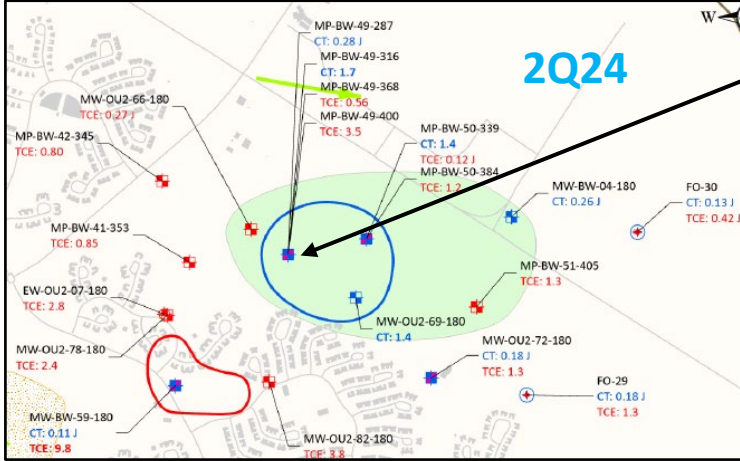 W
2Q24
MP-BW-49-287
CT: 0.28 J
MP-BW-49-316
CT: 1.7
MP-BW-49-368
TCE: 0.56
MP-BW-49-400
TCE: 3.5
MW-OU2-66-180
TCE: 0.27 J
MP-BW-42-345
TCE: 0.80
MP-BW-50-339
CT: 1.4
TCE: 0.12 J
MP-BW-50-384
TCE: 1.2
MW-BW-04-180
CT: 0.26 J
FO-30
CT: 0.13 J
TCE: 0.42 J
MP-BW-41-353
TCE: 0.85
MP-BW-51-405
TCE: 1.3
EW-OU2-07-180
TCE: 2.8
MW-OU2-69-180
CT: 1.4
MW-OU2-78-180
TCE: 2.4
MW-OU2-72-180
CT: 0.18 J
TCE: 1.3
FO-29
CT: 0.18 J
TCE: 1.3
MW-BW-59-180
CT: 0.11 J
TCE: 9.8
MW-OU2-82-180
TCE: 3.8